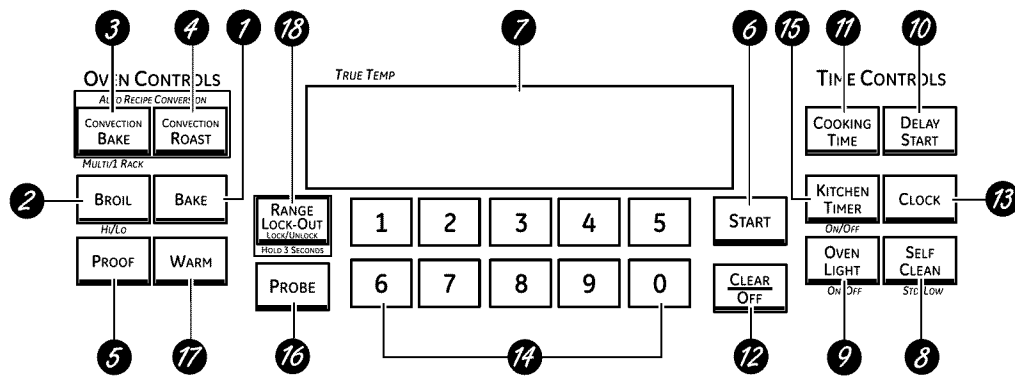 3 4 1 18 7 6 15 11 10
OVEN CONTROLS
AUTO RECIPE CONVERSION
CONVECTION
BAKE
CONVECTION
ROAST
MULTI/1 RACK
2
BROIL
BAKE
HI/LO
PROOF
WARM
5 17
TRUE TEMP
RANGE
LOCK-OUT
LOCK/UNLOCK
HOLD 3 SECONDS
PROBE
16
1 2 3 4 5
6 7 8 9 0
14
START
CLEAR
OFF
12
TIME CONTROLS
COOKING
TIME
DELAY
START
KITCHEN
TIMER
CLOCK
13
ON/OFF
OVEN
LIGHT
SELF
CLEAN
ON/OFF
STD/LOW
9 8